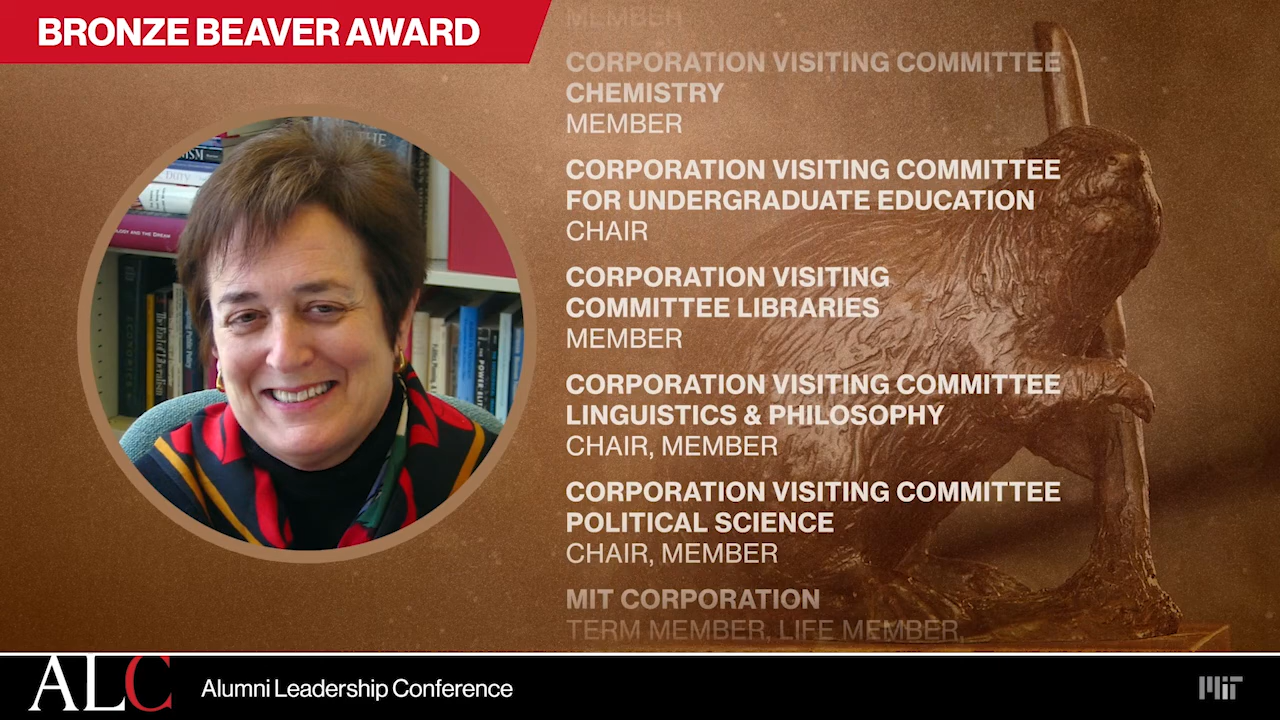 BRONZE BEAVER AWARD
MEMBER
CORPORATION VISITING COMMITTEE
CHEMISTRY
MEMBER
CORPORATION VISITING COMMITTEE
FOR UNDERGRADUATE EDUCATION
CHAIR
CORPORATION VISITING
COMMITTEE LIBRARIES
MEMBER
CORPORATION VISITING COMMITTEE
LINGUISTICS & PHILOSOPHY
CHAIR, MEMBER
CORPORATION VISITING COMMITTEE
POLITICAL SCIENCE
CHAIR, MEMBER
MIT CORPORATION
TERM MEMBER, LIFE MEMBER,
ALC
Alumni Leadership Conference
MIT